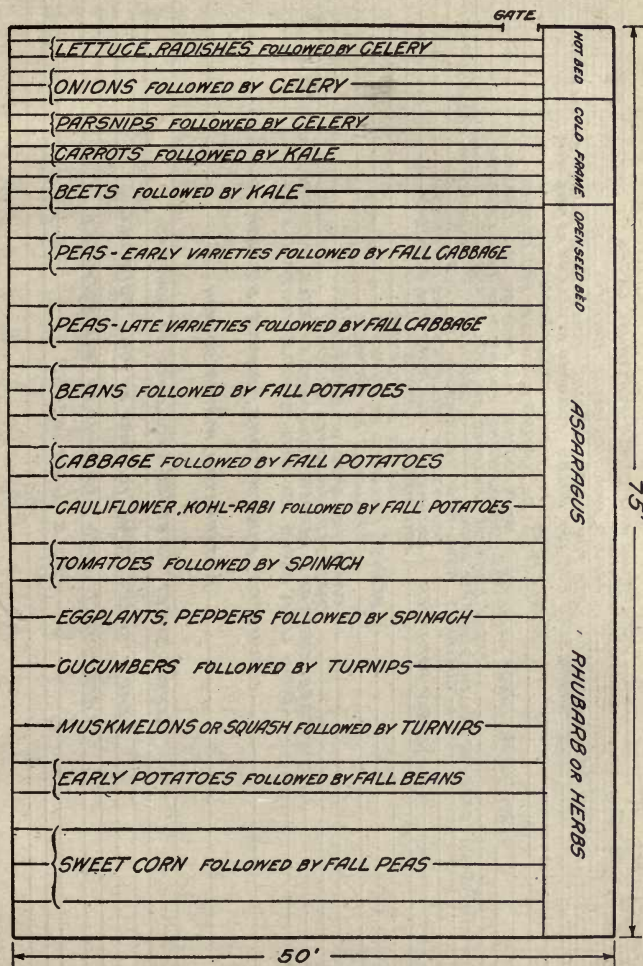 GATE
LETTUCE, RADISHES FOLLOWED BY CELERY
ONIONS FOLLOWED BY CELERY
PARSNIPS FOLLOWED BY CELERY
CARROTS FOLLOWED BY KALE
BEETS FOLLOWED BY KALE
PEAS - EARLY VARIETIES FOLLOWED BY FALL CABBAGE
PEAS - LATE VARIETIES FOLLOWED BY FALL CABBAGE
BEANS FOLLOWED BY FALL POTATOES
CABBAGE FOLLOWED BY FALL POTATOES
CAULIFLOWER, KOHL-RABI FOLLOWED BY FALL POTATOES
TOMATOES FOLLOWED BY SPINACH
EGGPLANTS, PEPPERS FOLLOWED BY SPINACH
CUCUMBERS FOLLOWED BY TURNIPS
MUSKMELONS OR SQUASH FOLLOWED BY TURNIPS
EARLY POTATOES FOLLOWED BY FALL BEANS
SWEET CORN FOLLOWED BY FALL PEAS
HOT BED
COLD FRAME
OPEN SEED BED
ASPARAGUS
RHUBARB OR HERBS
75'
50'